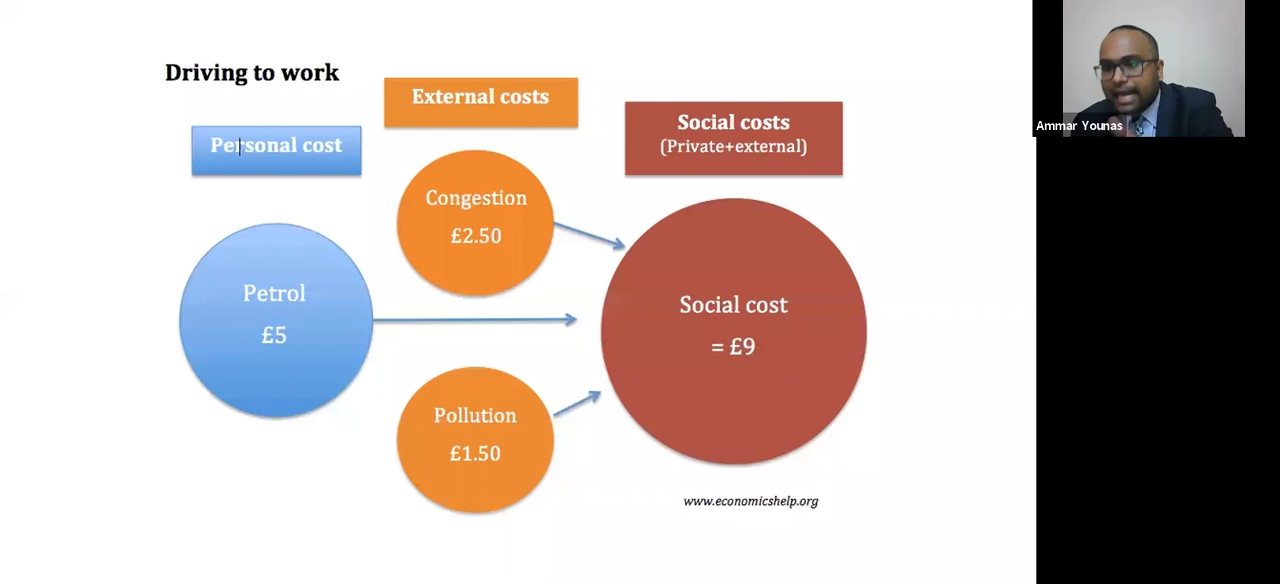 Driving to work
Personal cost
External costs
Social costs
(Private+external)
Petrol
£5
Congestion
£2.50
Pollution
£1.50
Social cost
= £9
www.economicshelp.org
Ammar Younas